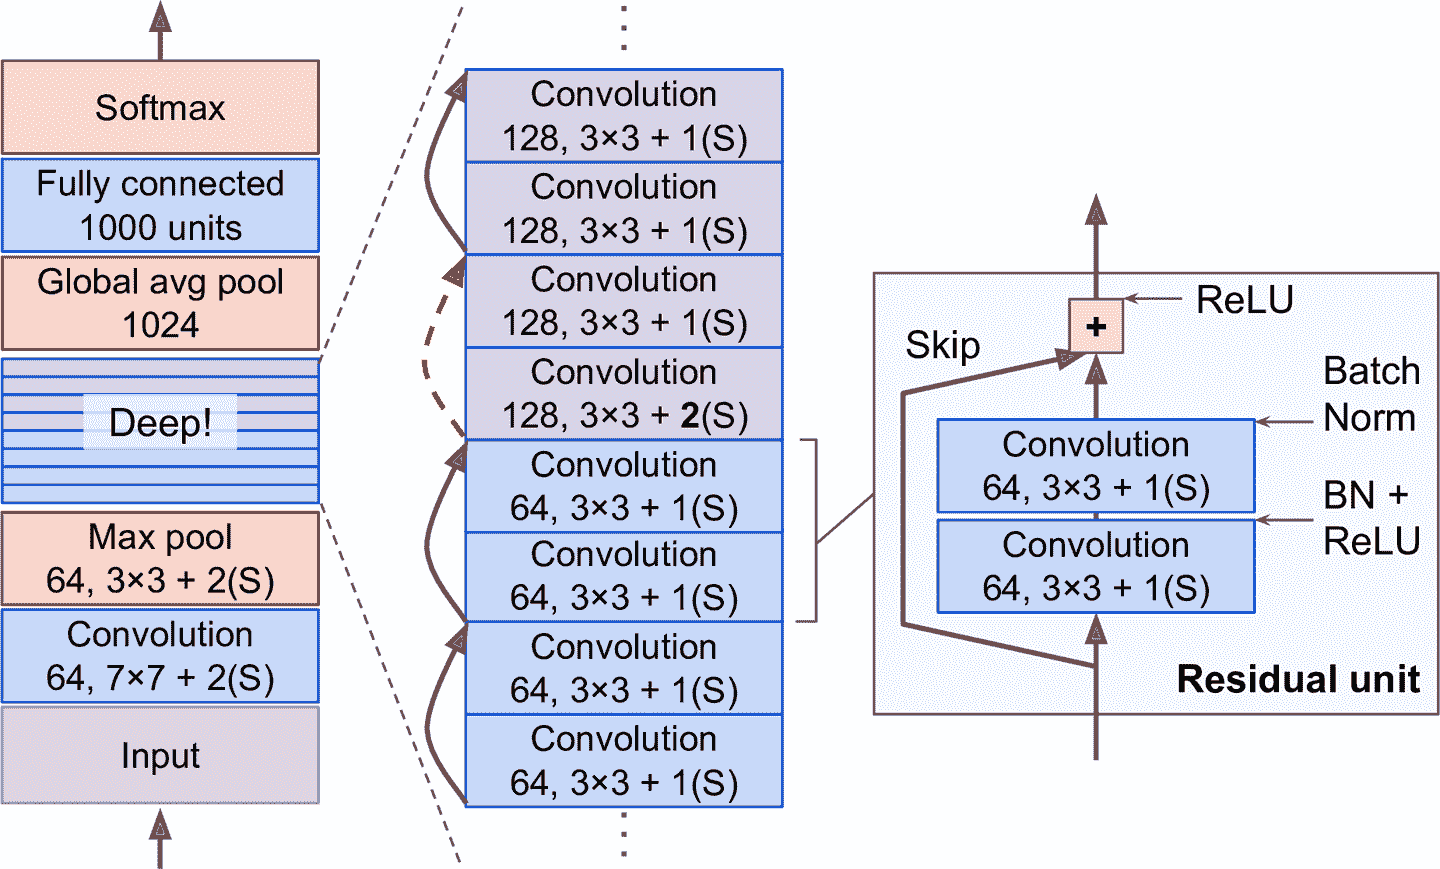 Softmax
Fully connected
1000 units
Global avg pool
1024
Deep!
Max pool
64, 3×3 + 2(S)
Convolution
64, 7×7 + 2(S)
Input
Convolution
128, 3×3 + 1(S)
Convolution
128, 3×3 + 1(S)
Convolution
128, 3×3 + 1(S)
Convolution
128, 3×3 + 2(S)
Convolution
64, 3×3 + 1(S)
Convolution
64, 3×3 + 1(S)
Convolution
64, 3×3 + 1(S)
Convolution
64, 3×3 + 1(S)
+
ReLU
Skip
Batch
Norm
Convolution
64, 3×3 + 1(S)
BN +
ReLU
Convolution
64, 3×3 + 1(S)
Residual unit